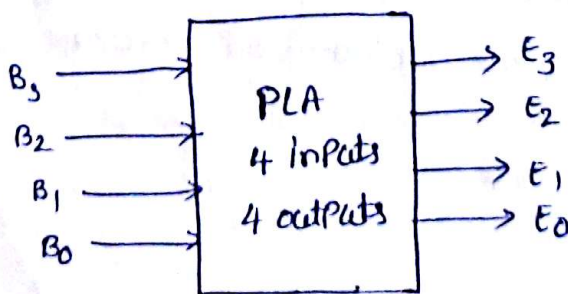 B₃
B₂
B₁
B₀
PLA
4 inputs
4 outputs
E₃
E₂
E₁
E₀